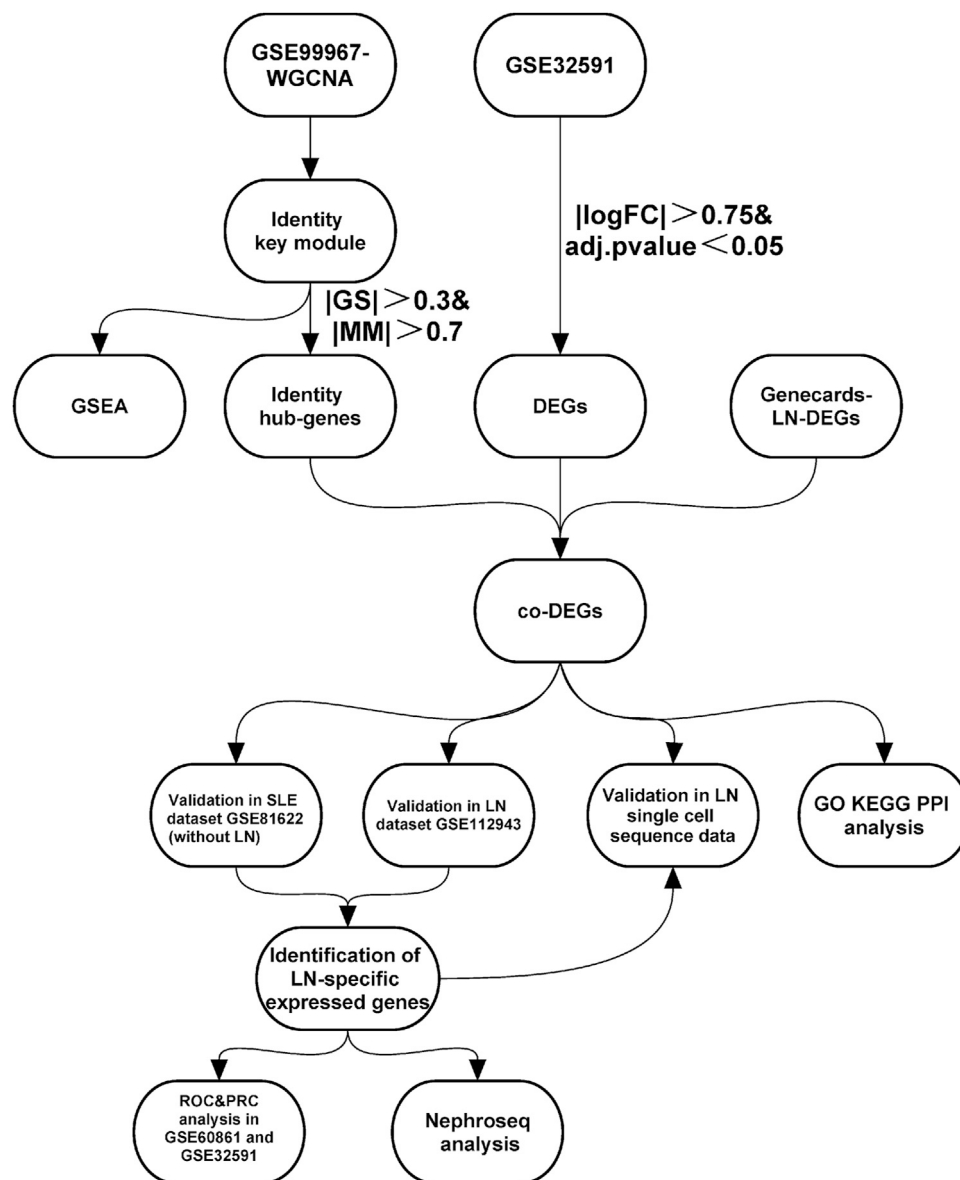 GSE99967-
WGCNA
GSE32591
Identity
key module
|logFC|>0.75&
adj.pvalue<0.05
|GS|>0.3&
|MM|>0.7
GSEA
Identity
hub-genes
DEGs
Genecards-
LN-DEGs
co-DEGs
Validation in SLE
dataset GSE81622
(without LN)
Validation in LN
dataset GSE112943
Validation in LN
single cell
sequence data
GO KEGG PPI
analysis
Identification of
LN-specific
expressed genes
ROC&PRC
analysis in
GSE60861 and
GSE32591
Nephroseq
analysis